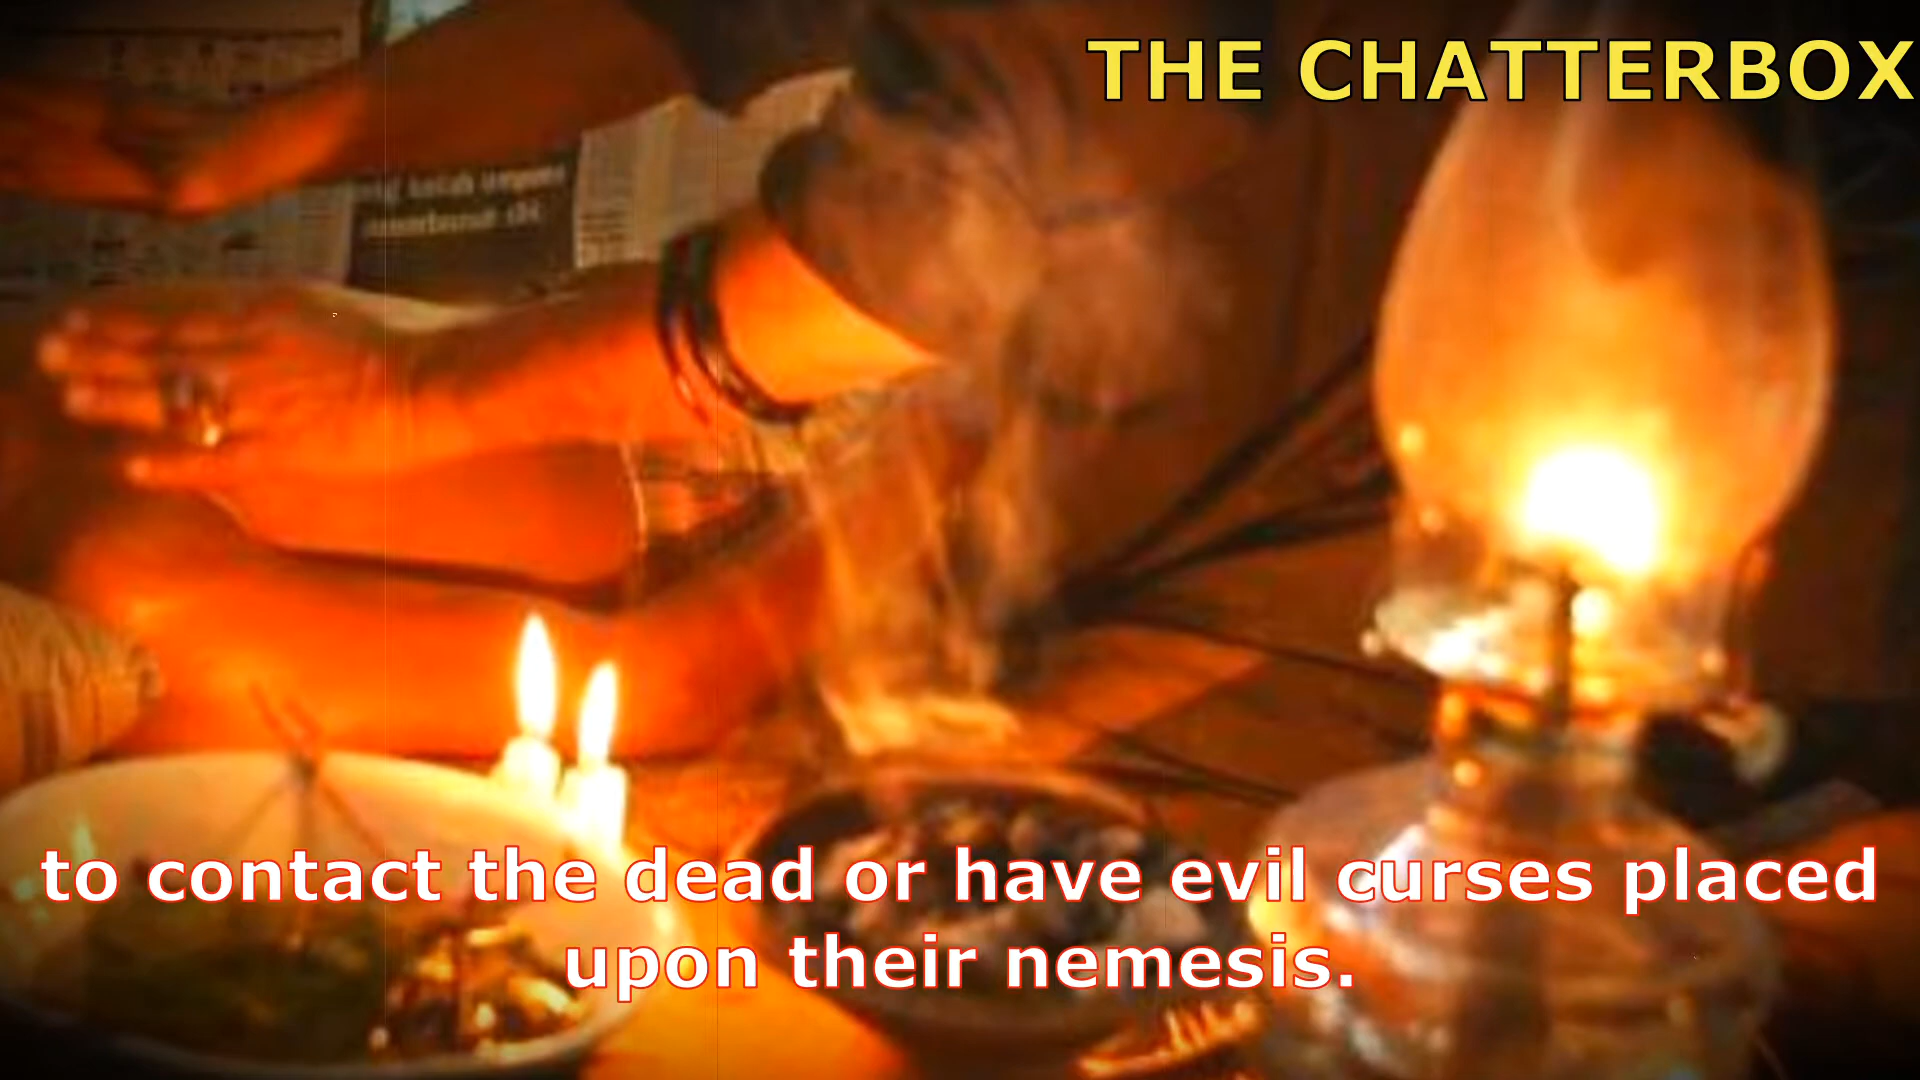 THE CHATTERBOX
to contact the dead or have evil curses placed
upon their nemesis.